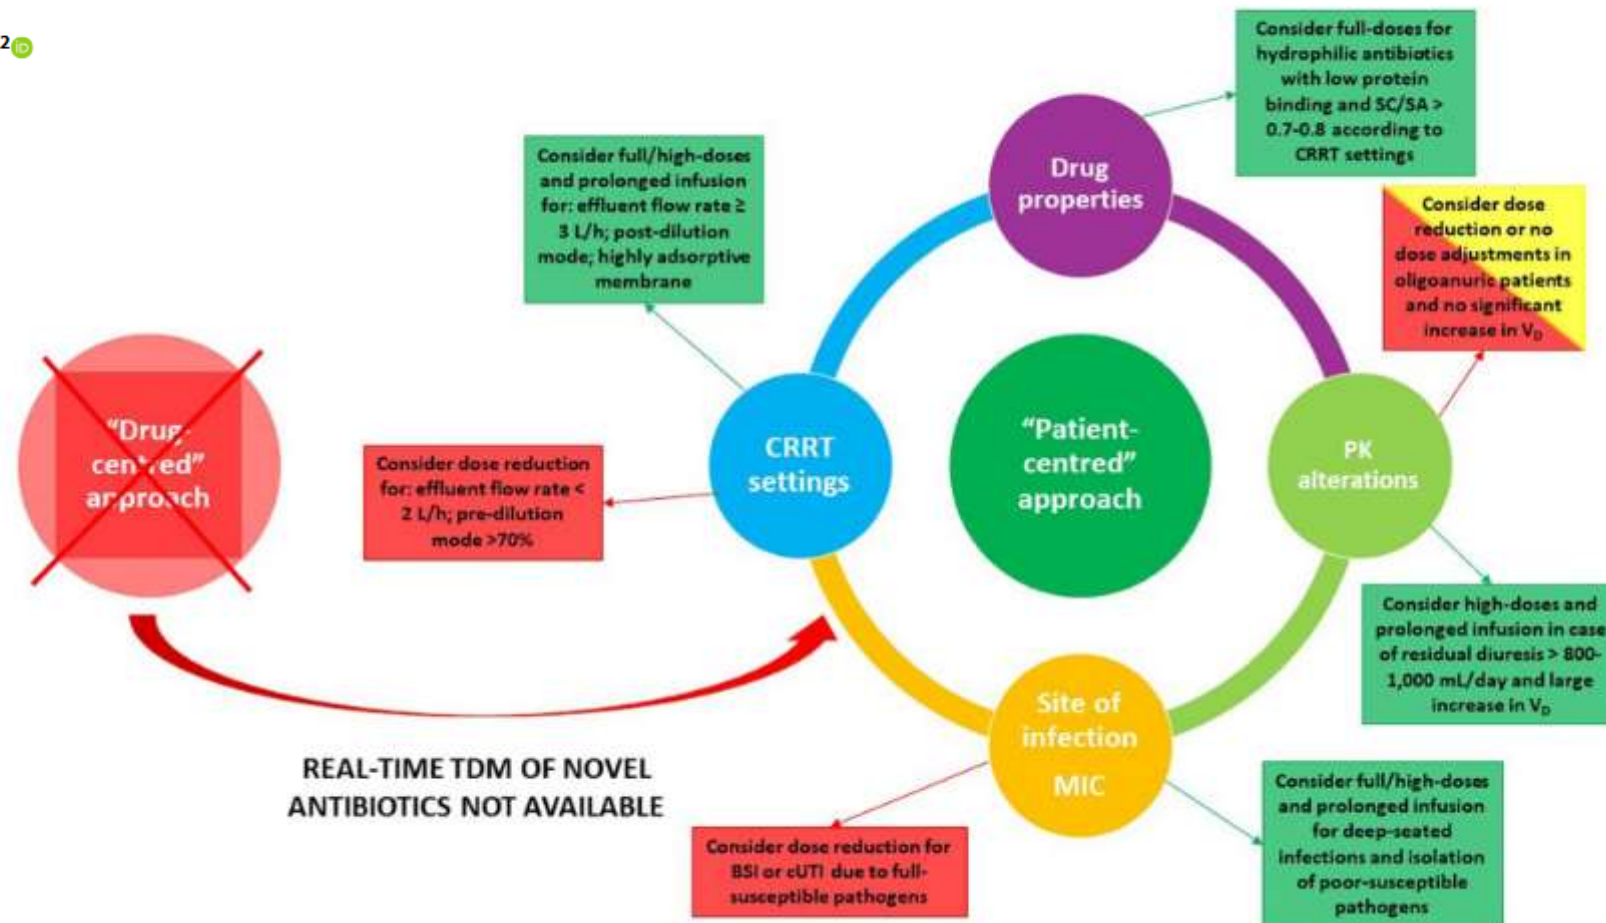 2
iD
Consider full-doses for
hydrophilic antibiotics
with low protein
binding and SC/SA >
0.7-0.8 according to
CRRT settings
Consider full/high-doses
and prolonged infusion
for: effluent flow rate ≥
3 L/h; post-dilution
mode; highly adsorptive
membrane
Drug
properties
Consider dose
reduction or no
dose adjustments in
oligoanuric patients
and no significant
increase in V_D
"Drug-
centred"
approach
Consider dose reduction
for: effluent flow rate <
2 L/h; pre-dilution
mode >70%
CRRT
settings
"Patient-
centred"
approach
PK
alterations
Consider high-doses and
prolonged infusion in case
of residual diuresis > 800-
1,000 mL/day and large
increase in V_D
Site of
infection
MIC
REAL-TIME TDM OF NOVEL
ANTIBIOTICS NOT AVAILABLE
Consider dose reduction for
BSI or cUTI due to full-
susceptible pathogens
Consider full/high-doses
and prolonged infusion
for deep-seated
infections and isolation
of poor-susceptible
pathogens